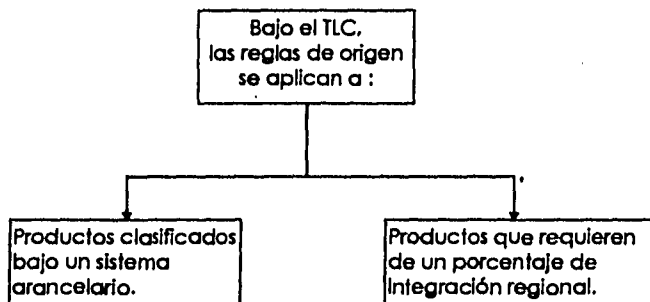 Bajo el TLC,
las reglas de origen
se aplican a :
Productos clasificados
bajo un sistema
arancelario.
Productos que requieren
de un porcentaje de
Integración regional.